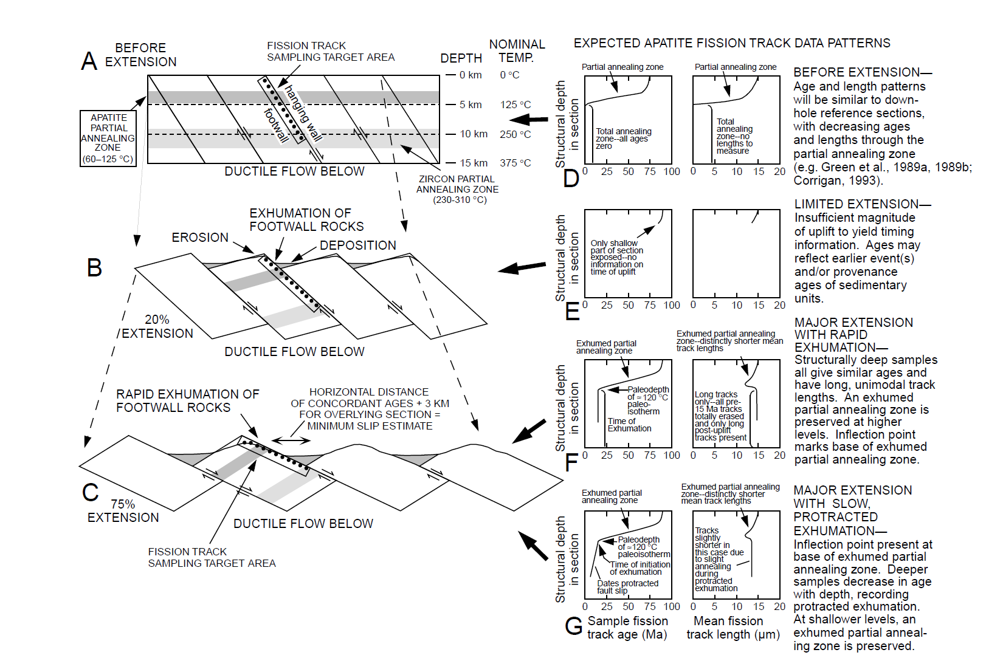 A
BEFORE
EXTENSION
FISSION TRACK
SAMPLING TARGET AREA
DEPTH
NOMINAL
TEMP.
0 km
0 °C
5 km
125 °C
10 km
250 °C
15 km
375 °C
hanging wall
footwall
APATITE
PARTIAL
ANNEALING
ZONE
(60–125 °C)
DUCTILE FLOW BELOW
ZIRCON PARTIAL
ANNEALING ZONE
(230-310 °C)
B
EXHUMATION OF
FOOTWALL ROCKS
EROSION
DEPOSITION
20%
EXTENSION
DUCTILE FLOW BELOW
C
RAPID EXHUMATION OF
FOOTWALL ROCKS
HORIZONTAL DISTANCE
OF CONCORDANT AGES + 3 KM
FOR OVERLYING SECTION =
MINIMUM SLIP ESTIMATE
75%
EXTENSION
DUCTILE FLOW BELOW
FISSION TRACK
SAMPLING TARGET AREA
EXPECTED APATITE FISSION TRACK DATA PATTERNS
D
Structural depth
in section
Partial annealing zone
Total annealing
zone--all ages
zero
0 25 50 75 100
Partial annealing zone
Total
annealing
zone--no
lengths to
measure
0 5 10 15 20
BEFORE EXTENSION—
Age and length patterns
will be similar to down-
hole reference sections,
with decreasing ages
and lengths through the
partial annealing zone
(e.g. Green et al., 1989a, 1989b;
Corrigan, 1993).
E
Structural depth
in section
Only shallow
part of section
exposed--no
information on
time of uplift
0 25 50 75 100
0 5 10 15 20
LIMITED EXTENSION—
Insufficient magnitude
of uplift to yield timing
information. Ages may
reflect earlier event(s)
and/or provenance
ages of sedimentary
units.
F
Structural depth
in section
Exhumed partial
annealing zone
Paleodepth
of ≃120 °C
paleo-
isotherm
Time of
Exhumation
0 25 50 75 100
Exhumed partial annealing
zone--distinctly shorter mean
track lengths
Long tracks
only--all pre-
15 Ma tracks
totally erased
and only long
post-uplift
tracks present
0 5 10 15 20
MAJOR EXTENSION
WITH RAPID
EXHUMATION—
Structurally deep samples
all give similar ages and
have long, unimodal track
lengths. An exhumed
partial annealing zone is
preserved at higher
levels. Inflection point
marks base of exhumed
partial annealing zone.
G
Structural depth
in section
Exhumed partial
annealing zone
Paleodepth
of ≃120 °C
paleoisotherm
Time of initiation
of exhumation
Dates protracted
fault slip
0 25 50 75 100
Sample fission
track age (Ma)
Exhumed partial annealing
zone--distinctly shorter
mean track lengths
Tracks
slightly
shorter in
this case due
to slight
annealing
during
protracted
exhumation
0 5 10 15 20
Mean fission
track length (µm)
MAJOR EXTENSION
WITH SLOW,
PROTRACTED
EXHUMATION—
Inflection point present at
base of exhumed partial
annealing zone. Deeper
samples decrease in age
with depth, recording
protracted exhumation.
At shallower levels, an
exhumed partial anneal-
ing zone is preserved.